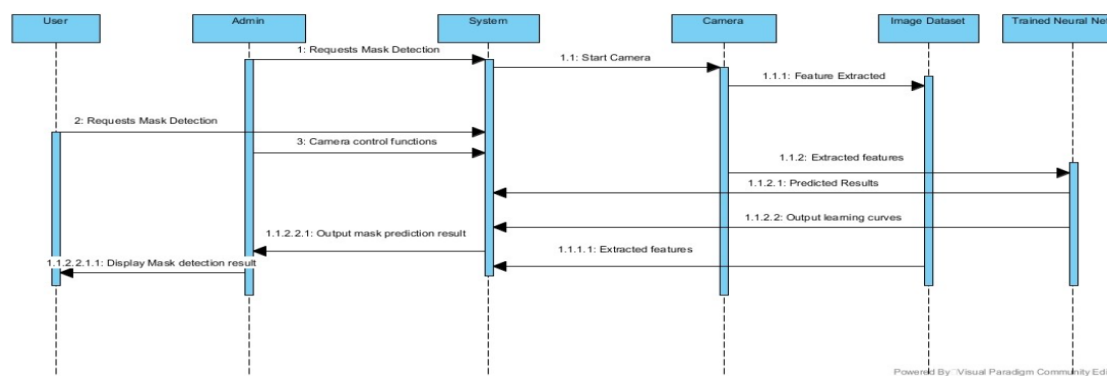 User
Admin
System
Camera
Image Dataset
Trained Neural Net
1: Requests Mask Detection
1.1: Start Camera
1.1.1: Feature Extracted
2: Requests Mask Detection
3: Camera control functions
1.1.2: Extracted features
1.1.2.1: Predicted Results
1.1.2.2: Output learning curves
1.1.2.2.1: Output mask prediction result
1.1.1.1: Extracted features
1.1.2.2.1.1: Display Mask detection result
Powered By Visual Paradigm Community Edi